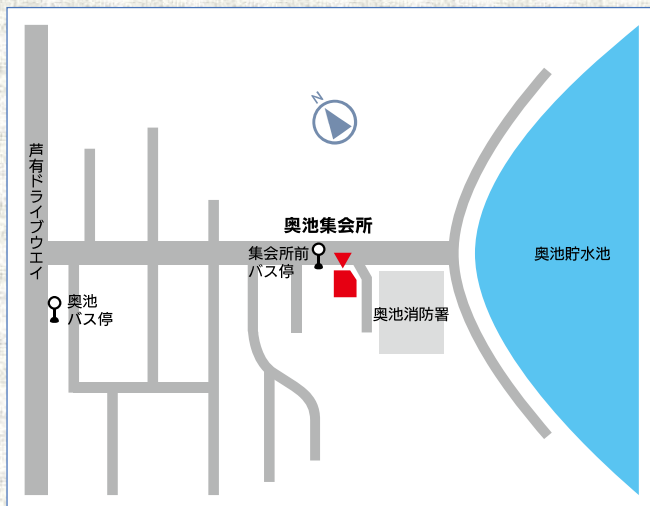 N
芦有ドライブウエイ
奥池集会所
集会所前
バス停
奥池貯水池
奥池
バス停
奥池消防署